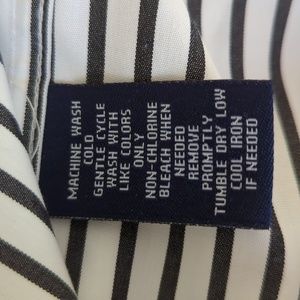 MACHINE WASH
COLD
GENTLE CYCLE
WASH WITH
LIKE COLORS
ONLY
NON-CHLORINE
BLEACH WHEN
NEEDED
REMOVE
PROMPTLY
TUMBLE DRY LOW
COOL IRON
IF NEEDED